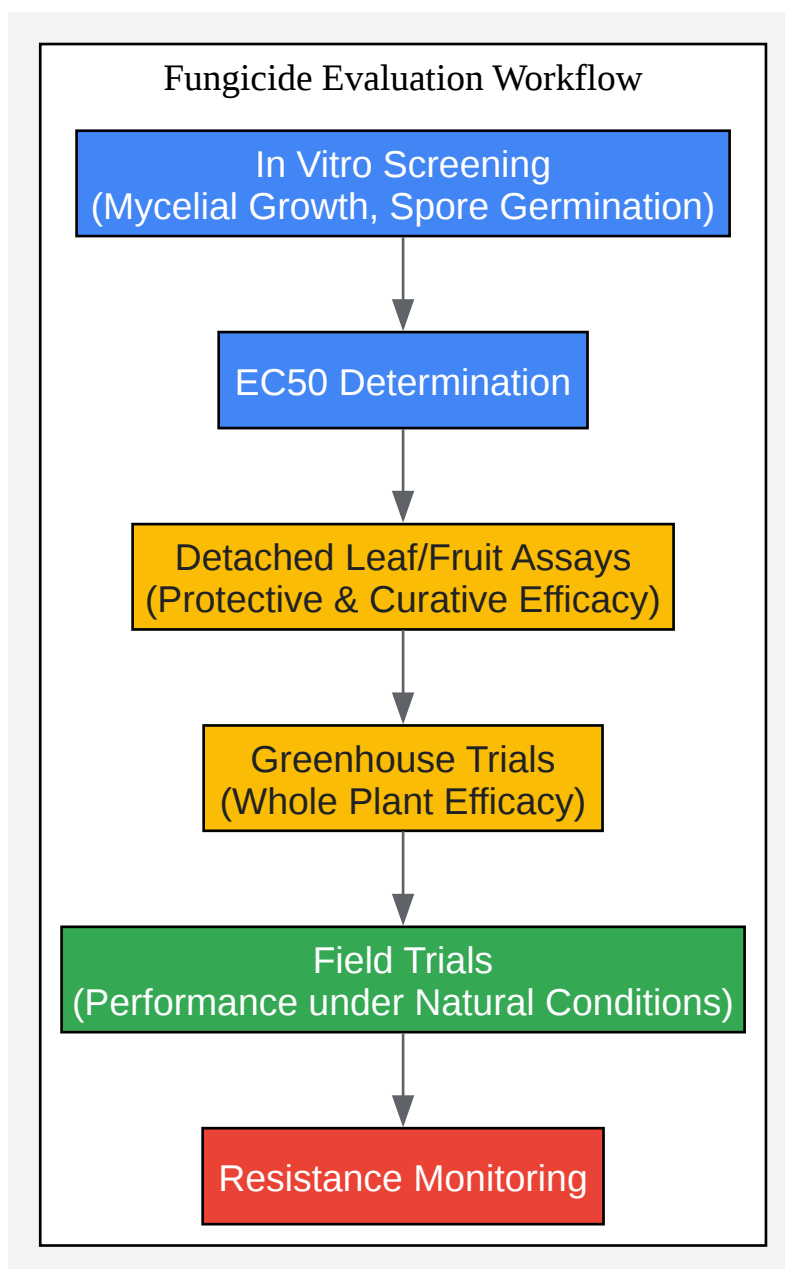 Fungicide Evaluation Workflow
In Vitro Screening
(Mycelial Growth, Spore Germination)
EC50 Determination
Detached Leaf/Fruit Assays
(Protective & Curative Efficacy)
Greenhouse Trials
(Whole Plant Efficacy)
Field Trials
(Performance under Natural Conditions)
Resistance Monitoring